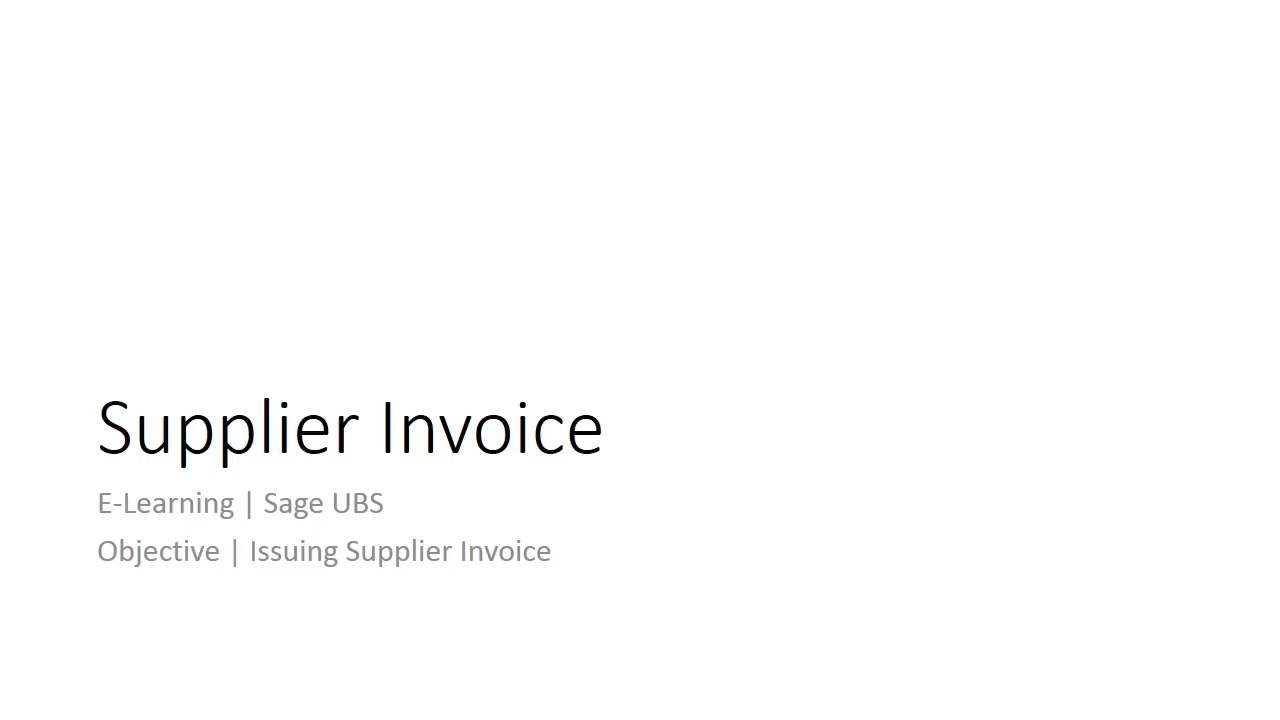 Supplier Invoice
E-Learning | Sage UBS
Objective | Issuing Supplier Invoice